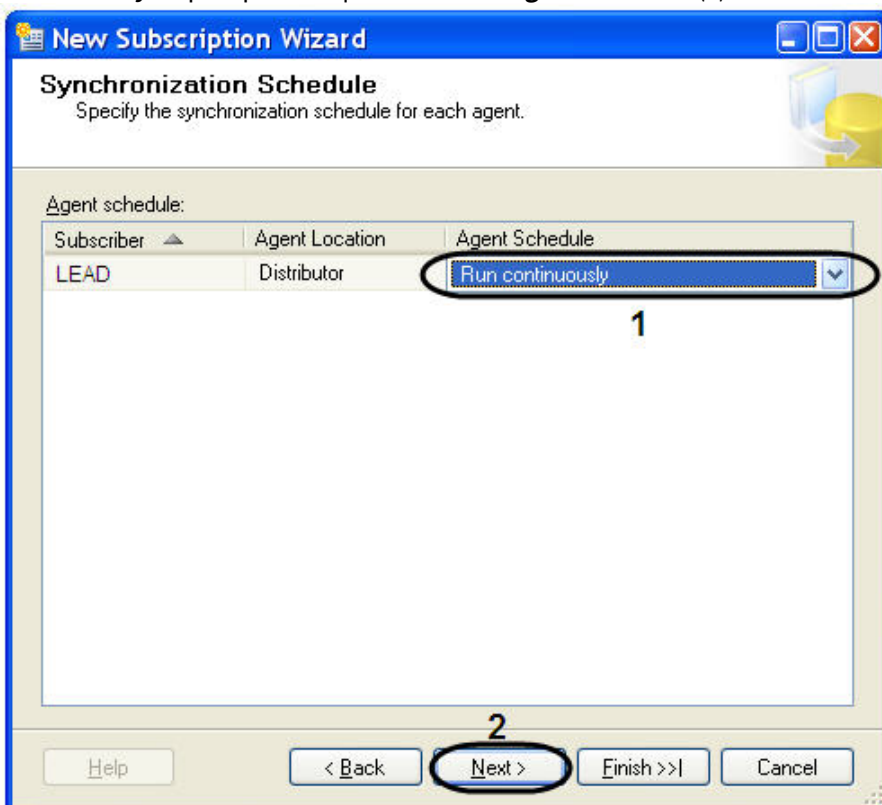 New Subscription Wizard
Synchronization Schedule
Specify the synchronization schedule for each agent.
Agent schedule:
Subscriber Agent Location Agent Schedule
LEAD Distributor Run continuously
1
2
Help < Back Next > Finish >>| Cancel